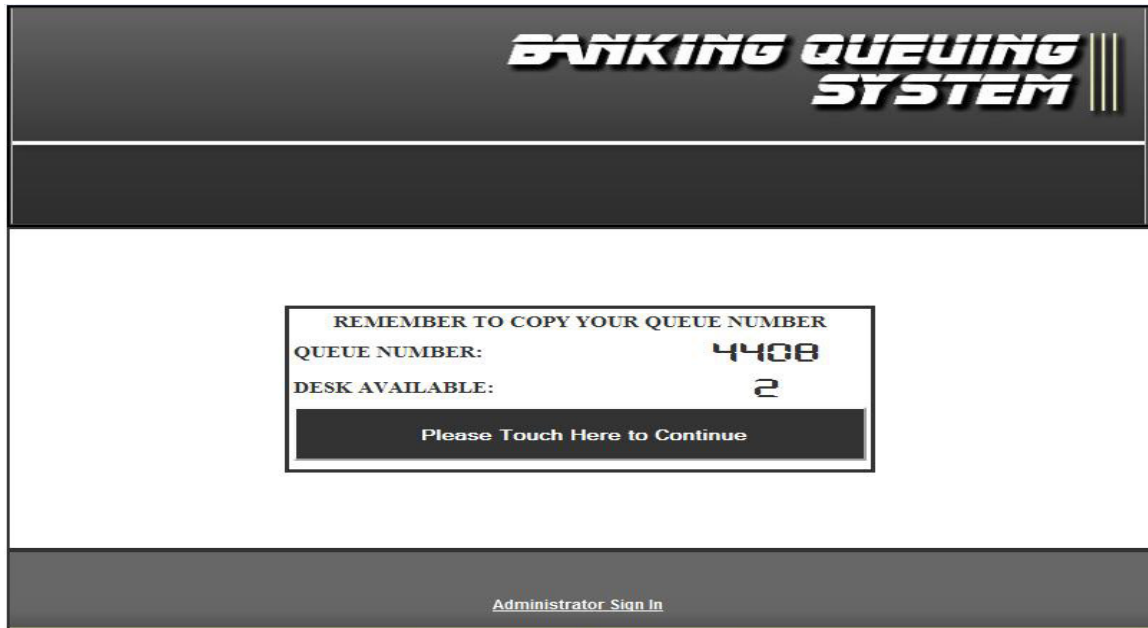 BANKING QUEUING
SYSTEM
REMEMBER TO COPY YOUR QUEUE NUMBER
QUEUE NUMBER: 4408
DESK AVAILABLE: 2
Please Touch Here to Continue
Administrator Sign In